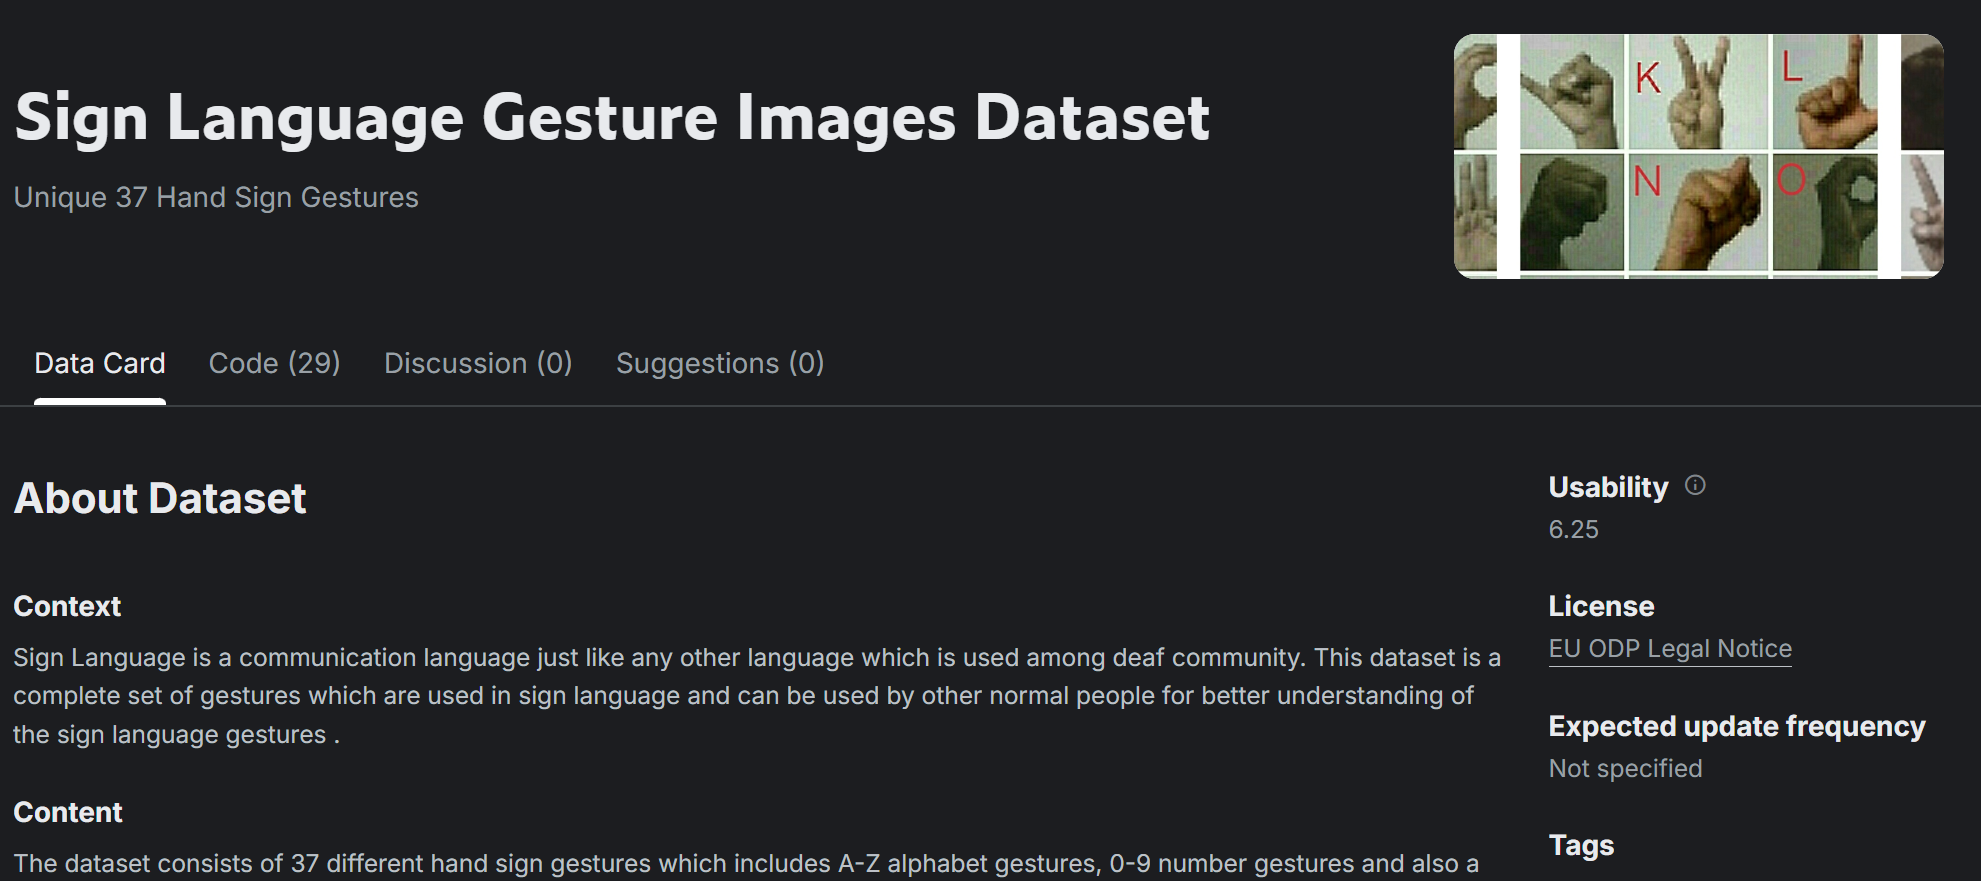 Sign Language Gesture Images Dataset
Unique 37 Hand Sign Gestures
K
L
N
O
Data Card
Code (29)
Discussion (0)
Suggestions (0)
About Dataset
Context
Sign Language is a communication language just like any other language which is used among deaf community. This dataset is a
complete set of gestures which are used in sign language and can be used by other normal people for better understanding of
the sign language gestures .
Content
The dataset consists of 37 different hand sign gestures which includes A-Z alphabet gestures, 0-9 number gestures and also a
Usability
6.25
License
EU ODP Legal Notice
Expected update frequency
Not specified
Tags